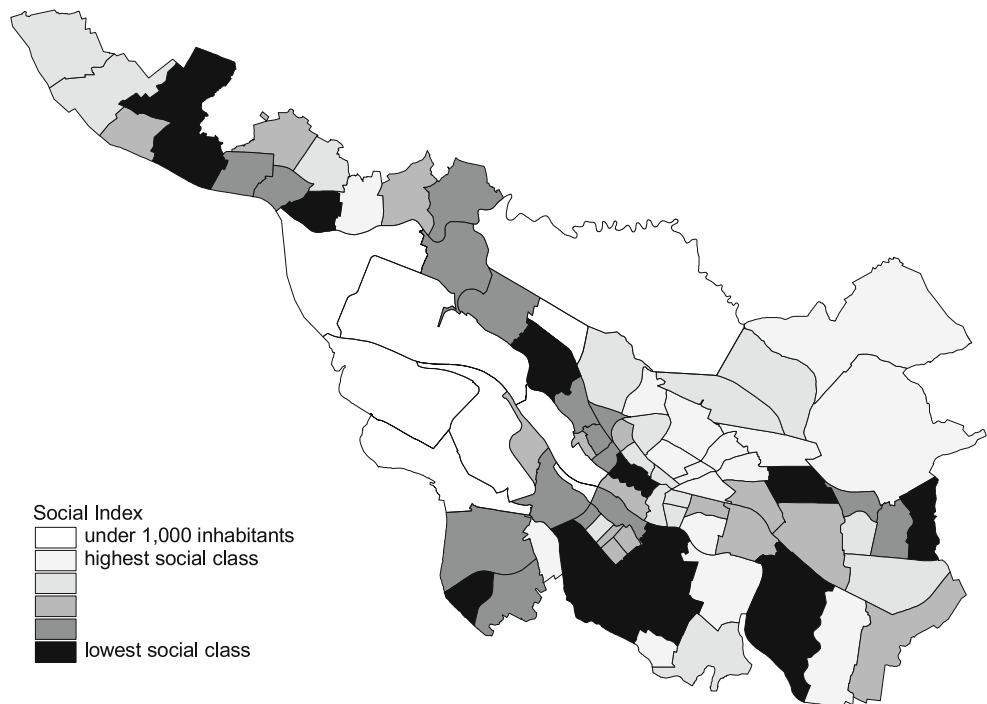 Social Index
under 1,000 inhabitants
highest social class
lowest social class